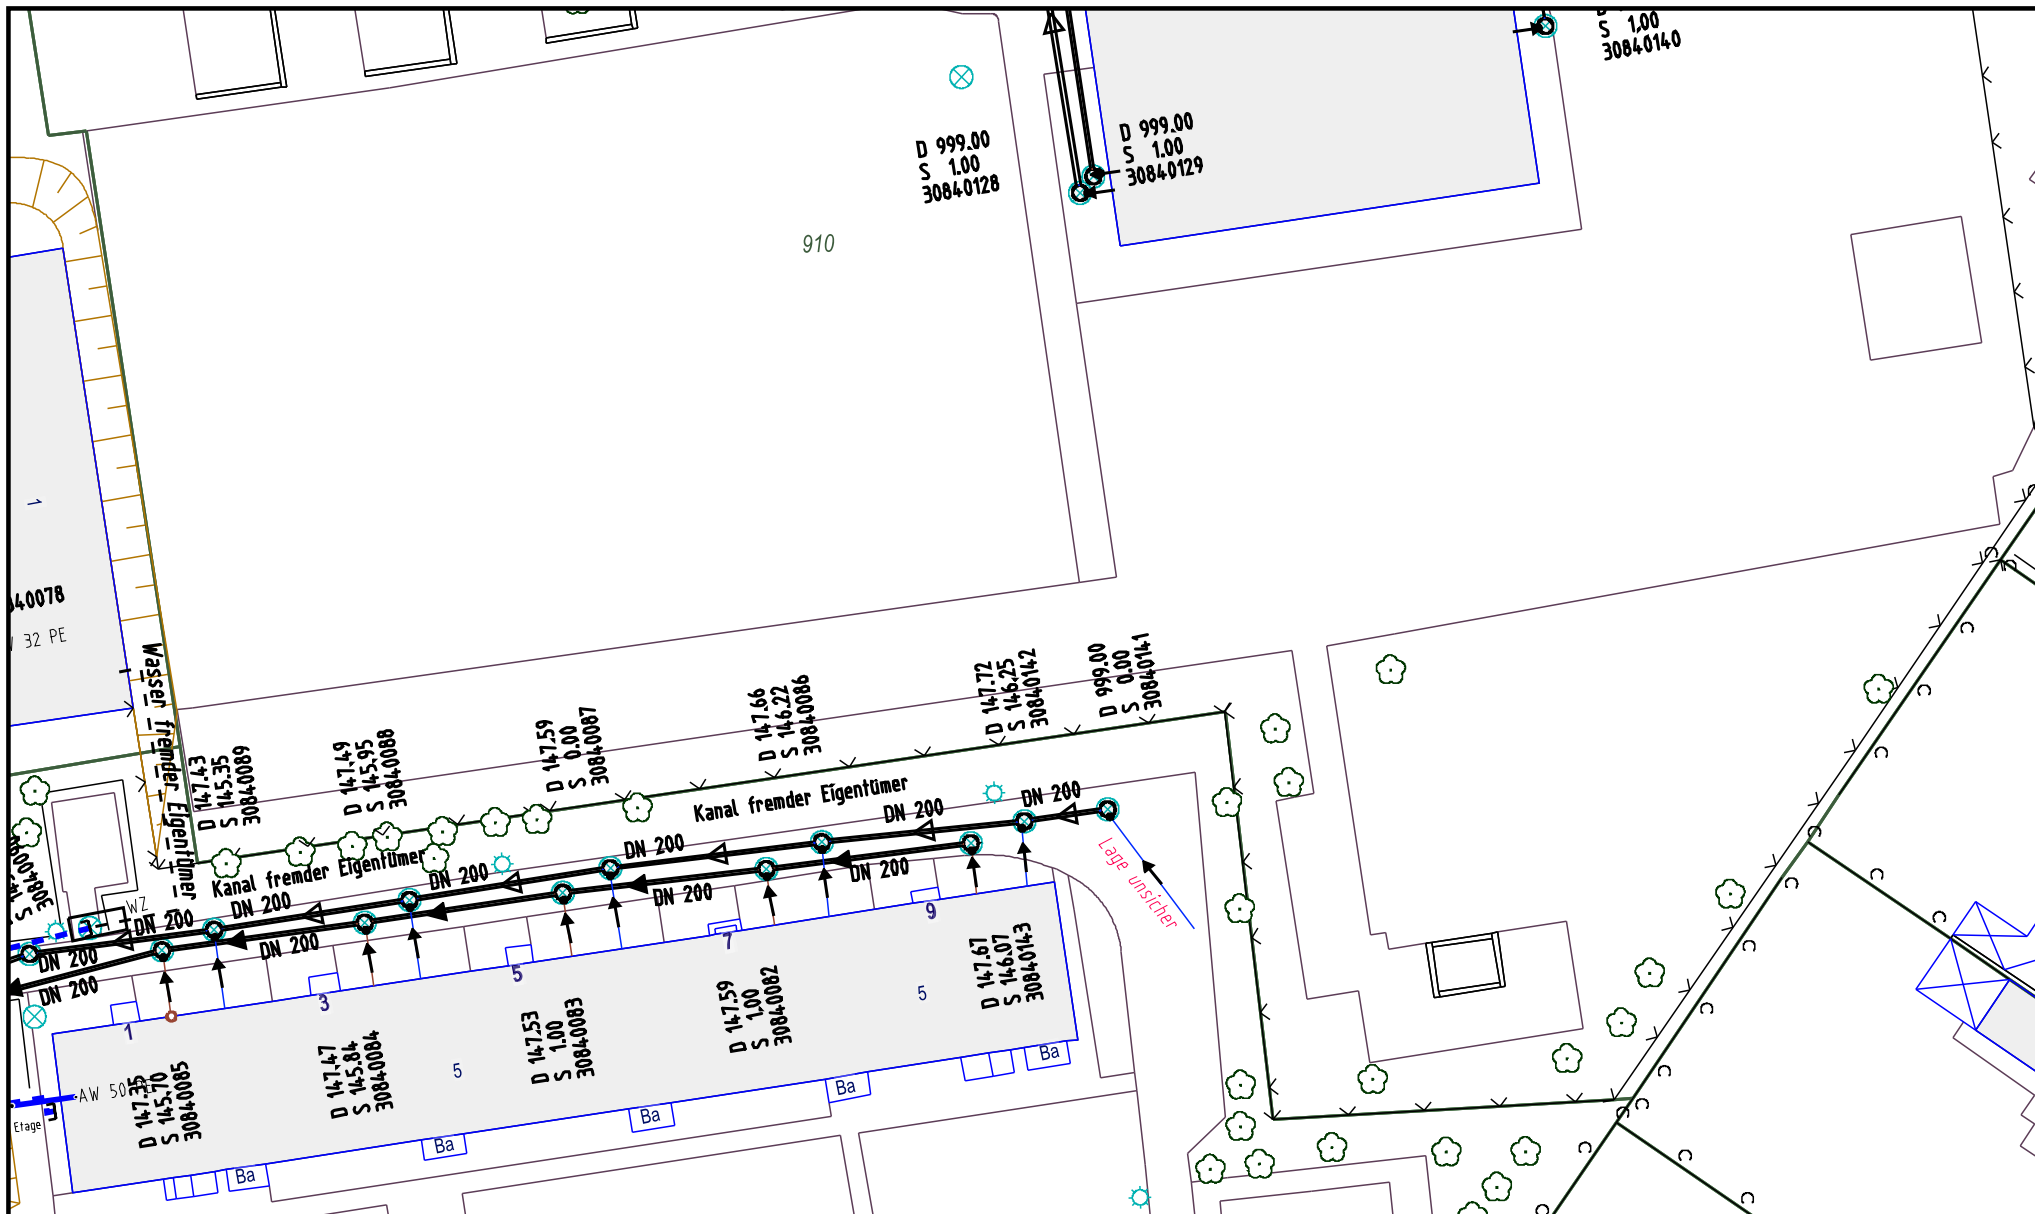 S 1.00
30840140
D 999.00
S 1.00
30840128
D 999.00
S 1.00
30840129
910
1
40078
32 PE
Wasser fremder Eigentümer
D 147.43
S 145.35
30840089
D 147.49
S 145.95
30840088
D 147.59
S 0.00
30840087
D 147.66
S 146.22
30840086
D 147.72
S 146.25
30840142
D 999.00
S 0.00
30840141
Kanal fremder Eigentümer
Kanal fremder Eigentümer
DN 200
DN 200
DN 200
DN 200
DN 200
DN 200
DN 200
DN 200
DN 200
DN 200
DN 200
Lage unsicher
WZ
1
3
5
7
9
5
5
D 147.35
S 145.70
30840085
D 147.47
S 145.84
30840084
D 147.53
S 1.00
30840083
D 147.59
S 1.00
30840082
D 147.67
S 146.07
30840143
AW 50
Etage
Ba
Ba
Ba
Ba
Ba